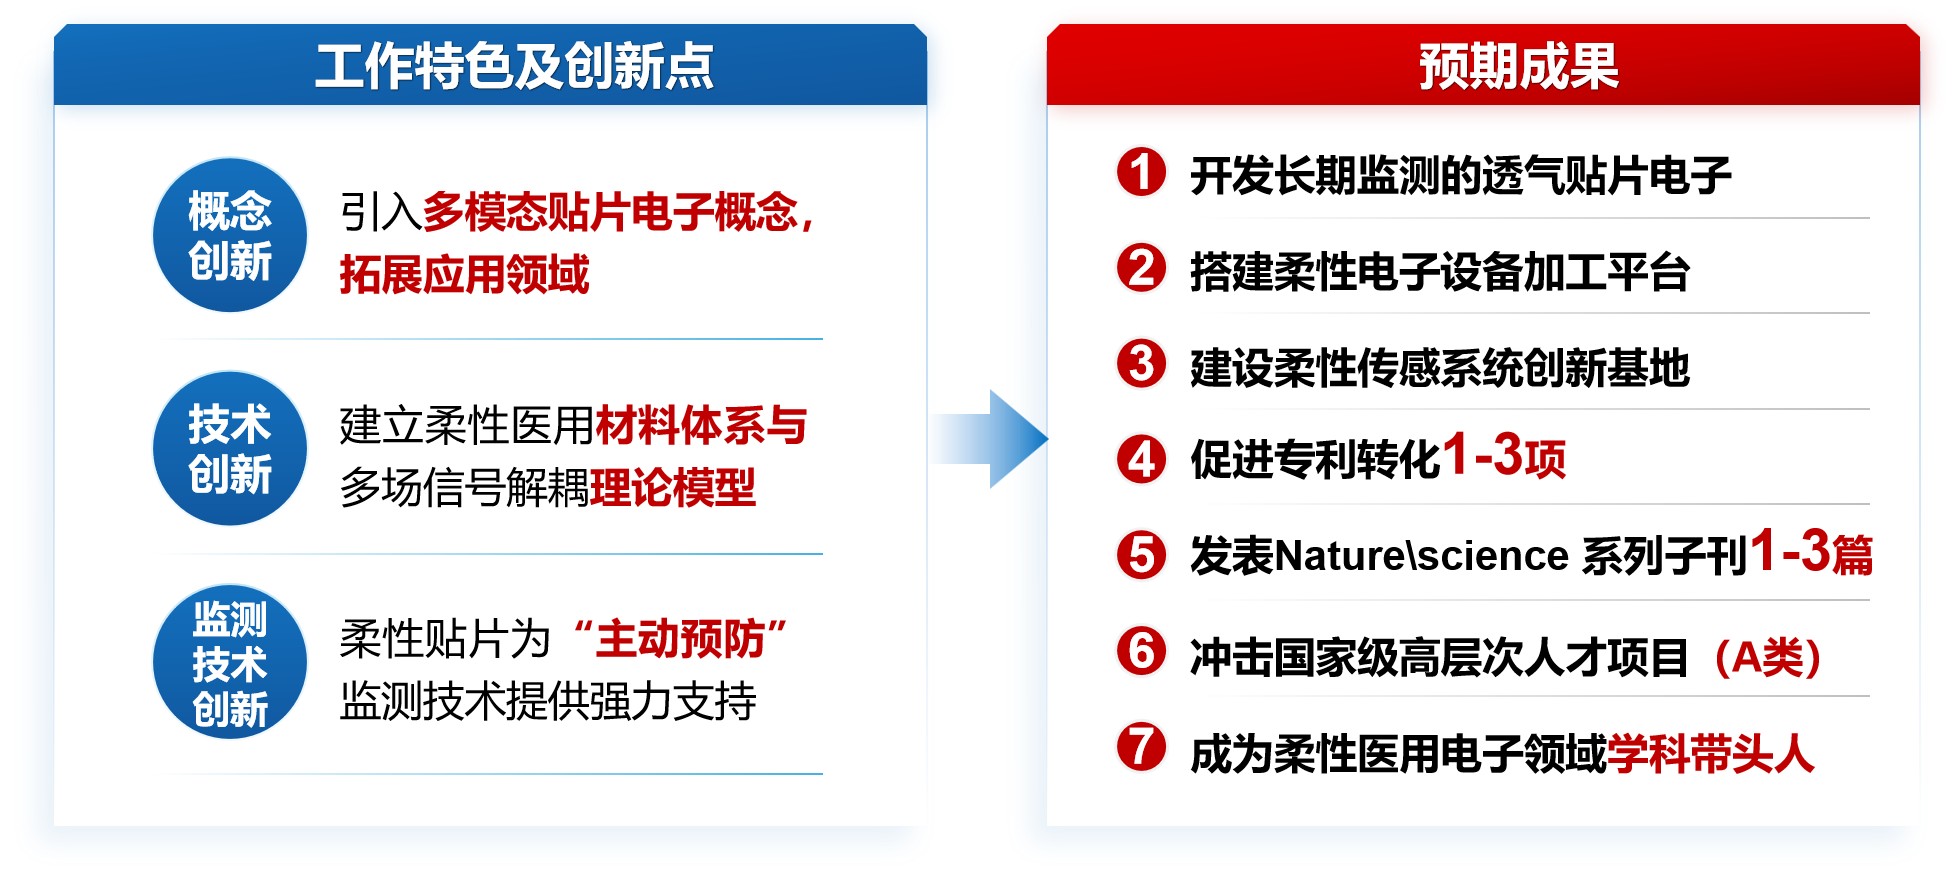 工作特色及创新点
概念
创新
引入多模态贴片电子概念，
拓展应用领域
技术
创新
建立柔性医用材料体系与
多场信号解耦理论模型
监测
技术
创新
柔性贴片为“主动预防”
监测技术提供强力支持
预期成果
1 开发长期监测的透气贴片电子
2 搭建柔性电子设备加工平台
3 建设柔性传感系统创新基地
4 促进专利转化1-3项
5 发表Nature\science 系列子刊1-3篇
6 冲击国家级高层次人才项目（A类）
7 成为柔性医用电子领域学科带头人